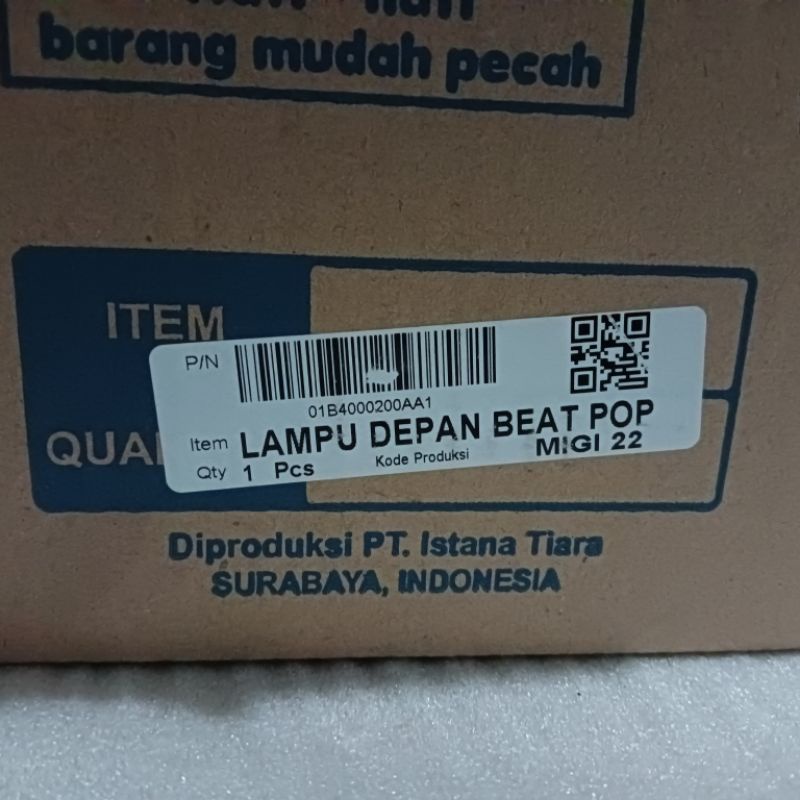 barang mudah pecah
ITEM
P/N
01B4000200AA1
Item LAMPU DEPAN BEAT POP
Qty 1 Pcs Kode Produksi MIGI 22
Diproduksi PT. Istana Tiara
SURABAYA, INDONESIA